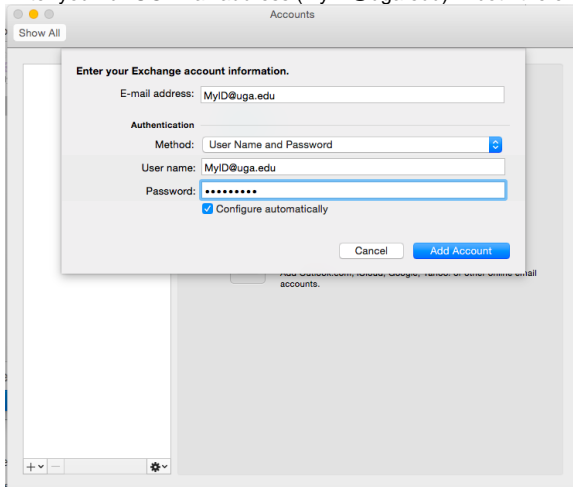 Accounts
Show All
Enter your Exchange account information.
E-mail address: MyID@uga.edu
Authentication
Method: User Name and Password
User name: MyID@uga.edu
Password: •••••••••
Configure automatically
Cancel Add Account
accounts.